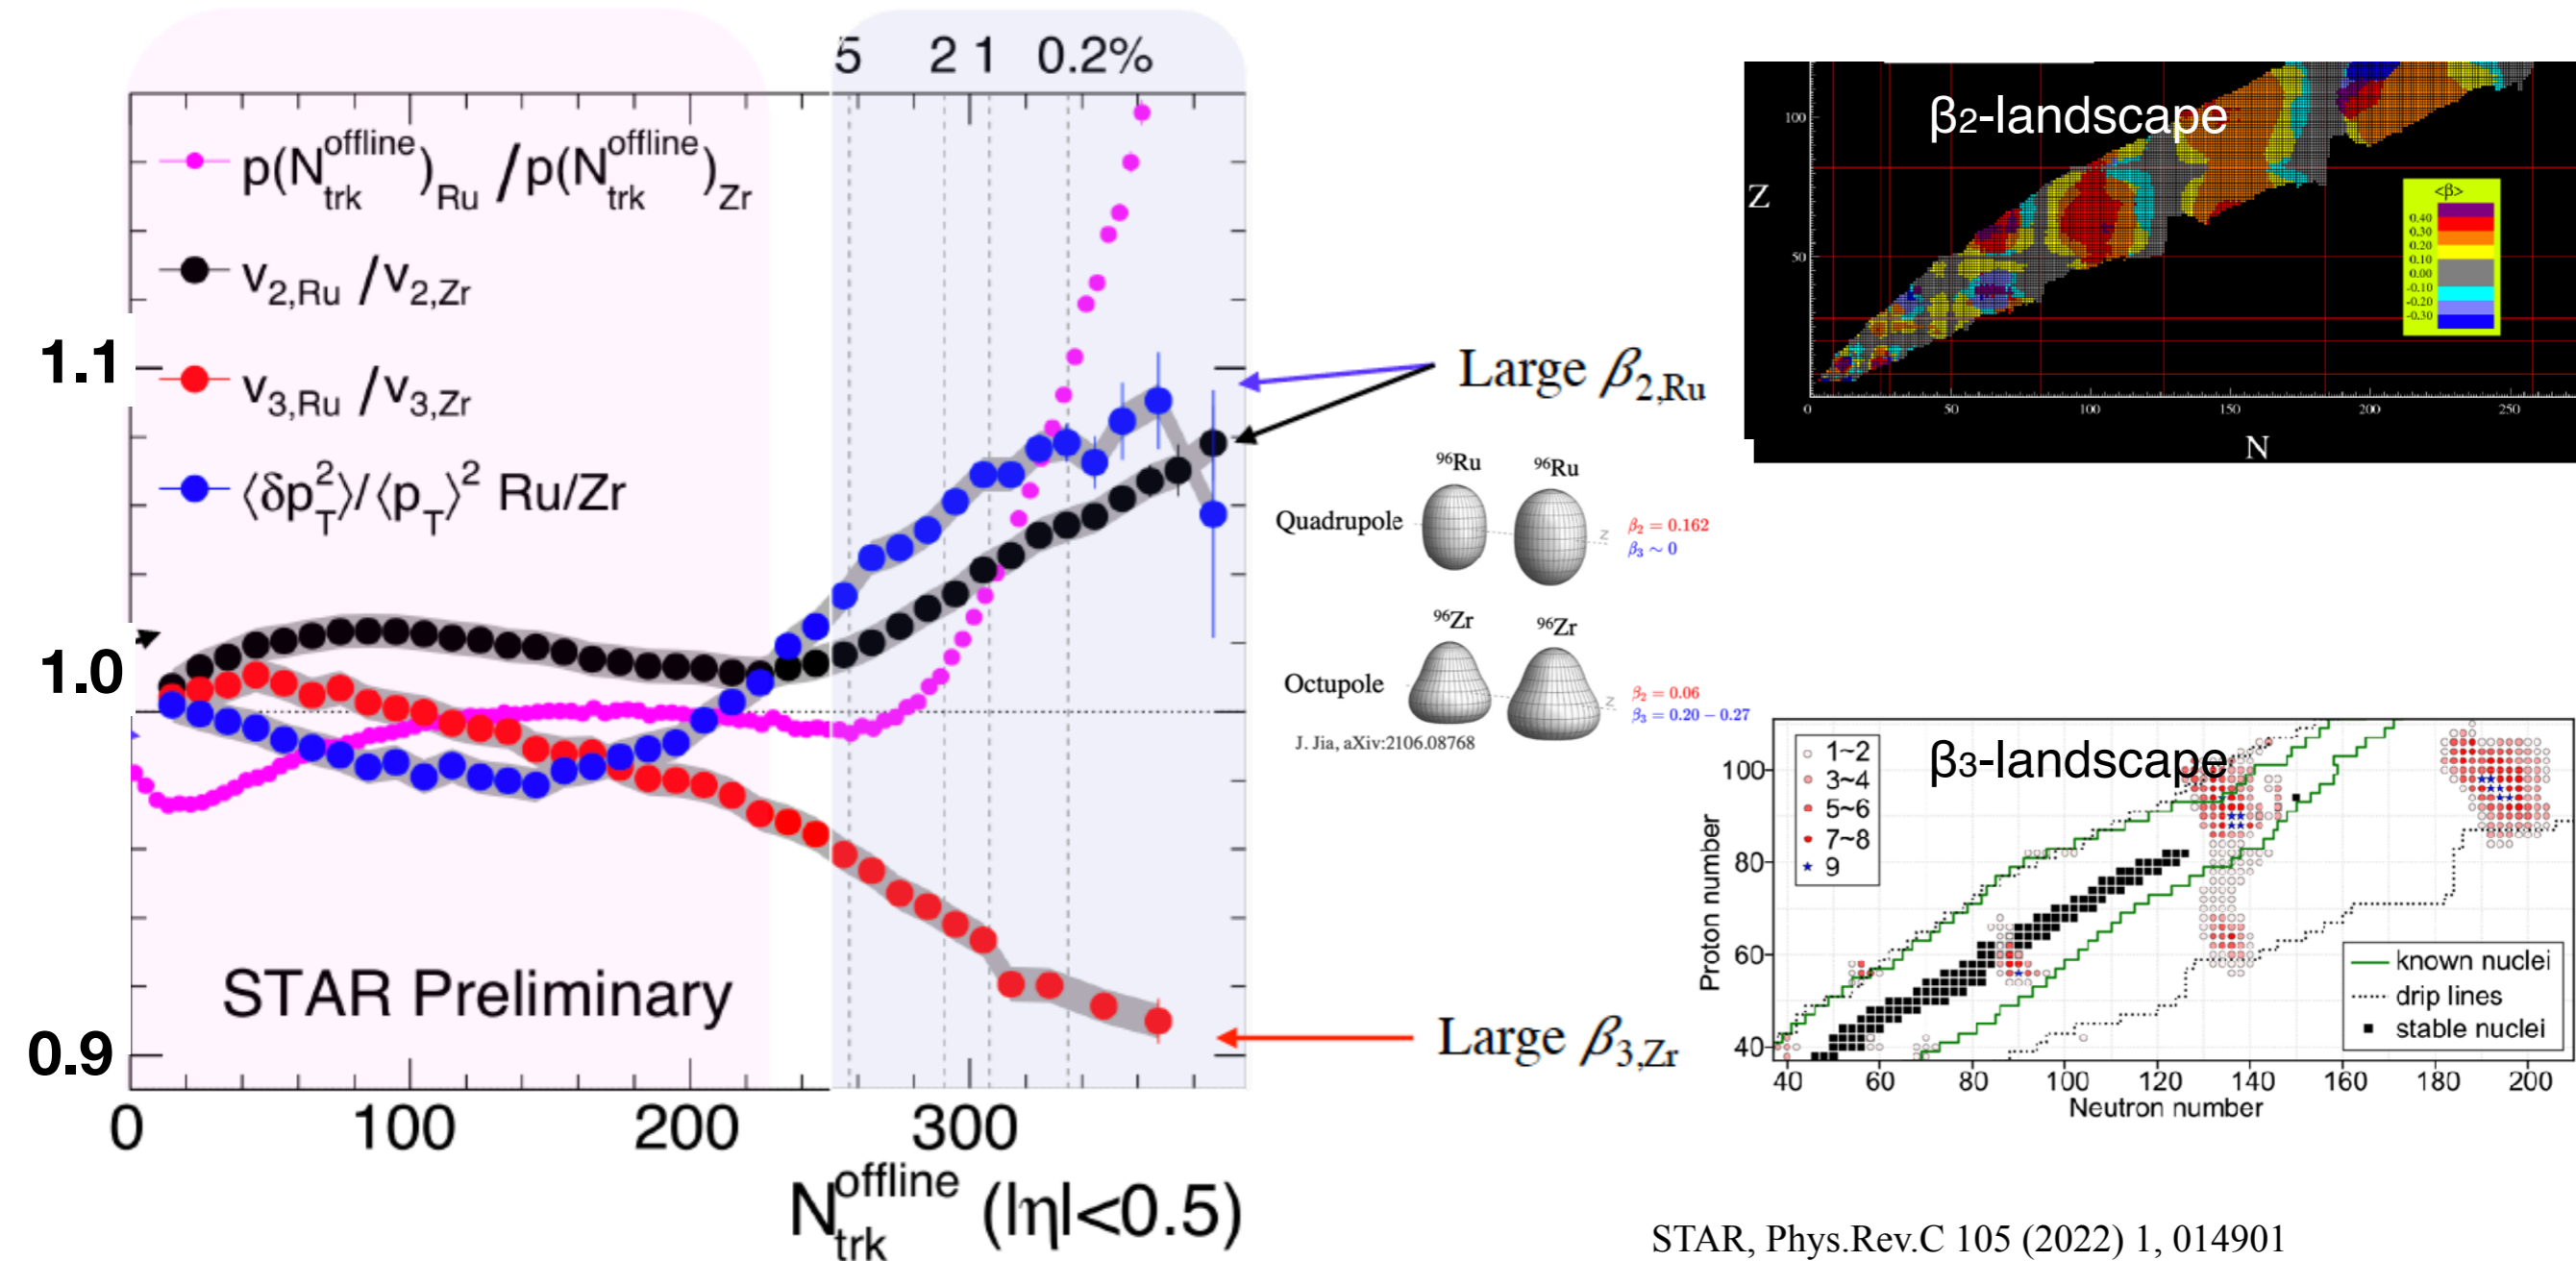 5 2 1 0.2%
p(N_trk^offline)_Ru / p(N_trk^offline)_Zr
v_2,Ru / v_2,Zr
v_3,Ru / v_3,Zr
⟨δp_T^2⟩/⟨p_T⟩^2 Ru/Zr
1.1
1.0
0.9
STAR Preliminary
0 100 200 300
N_trk^offline (|η|<0.5)
Large β_2,Ru
⁹⁶Ru ⁹⁶Ru
Quadrupole
z
β₂ = 0.162
β₃ ~ 0
⁹⁶Zr ⁹⁶Zr
Octupole
z
β₂ = 0.06
β₃ = 0.20 − 0.27
J. Jia, aXiv:2106.08768
Large β_3,Zr
β2-landscape
Z
100
50
0 50 100 150 200 250
N
<β>
0.40
0.30
0.20
0.10
0.00
-0.10
-0.20
-0.30
β3-landscape
1~2
3~4
5~6
7~8
9
Proton number
100
80
60
40
known nuclei
drip lines
stable nuclei
40 60 80 100 120 140 160 180 200
Neutron number
STAR, Phys.Rev.C 105 (2022) 1, 014901